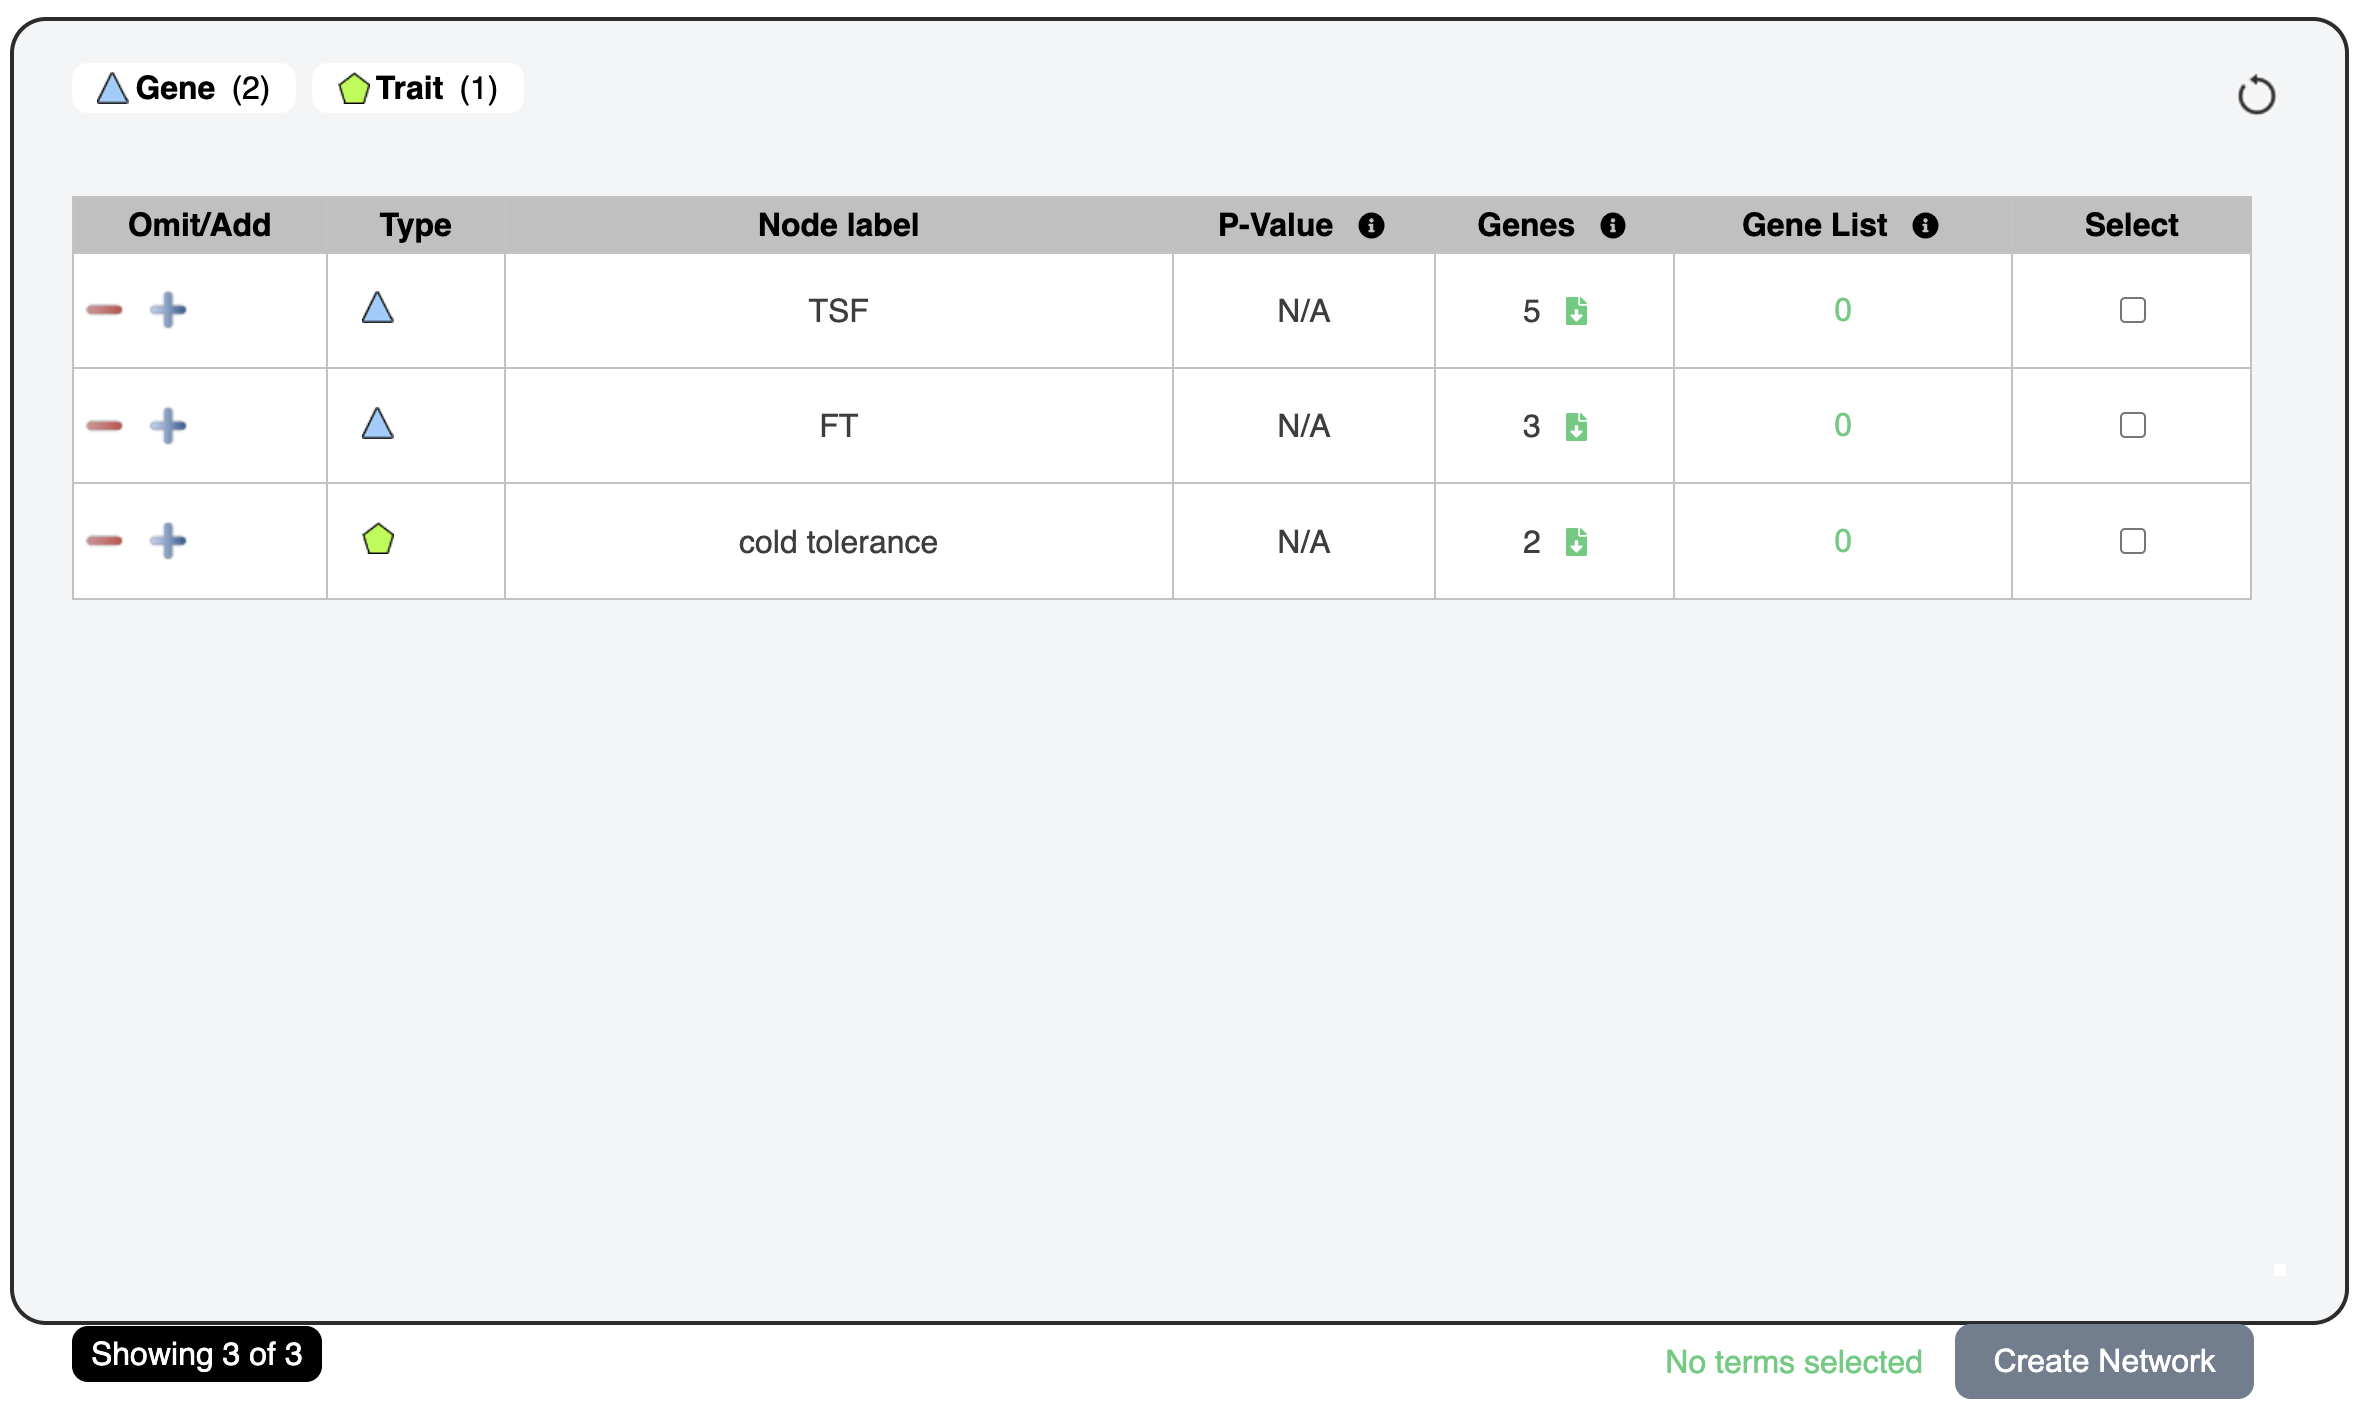 Gene (2) Trait (1)
Omit/Add Type Node label P-Value Genes Gene List Select
TSF N/A 5 0
FT N/A 3 0
cold tolerance N/A 2 0
Showing 3 of 3 No terms selected Create Network